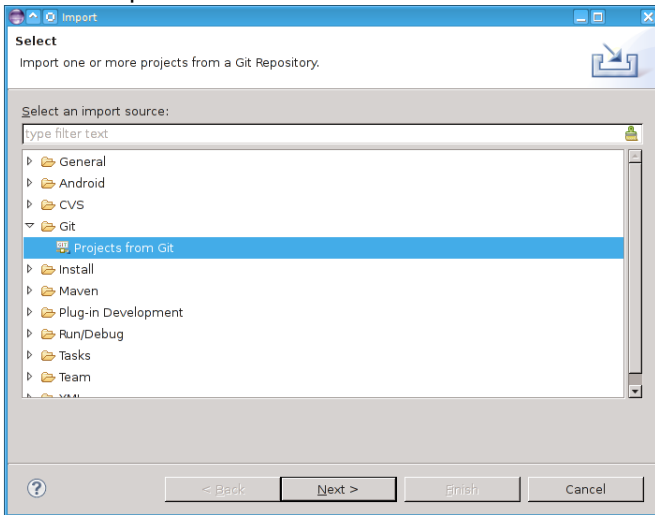 Import
Select
Import one or more projects from a Git Repository.
Select an import source:
type filter text
General
Android
CVS
Git
Projects from Git
Install
Maven
Plug-in Development
Run/Debug
Tasks
Team
< Back
Next >
Finish
Cancel